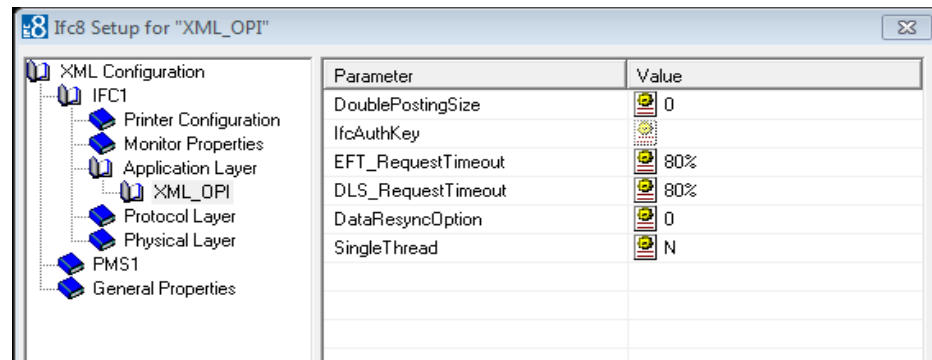 Ifc8 Setup for "XML_OPI"
XML Configuration
IFC1
Printer Configuration
Monitor Properties
Application Layer
XML_OPI
Protocol Layer
Physical Layer
PMS1
General Properties
Parameter Value
DoublePostingSize 0
IfcAuthKey
EFT_RequestTimeout 80%
DLS_RequestTimeout 80%
DataResyncOption 0
SingleThread N